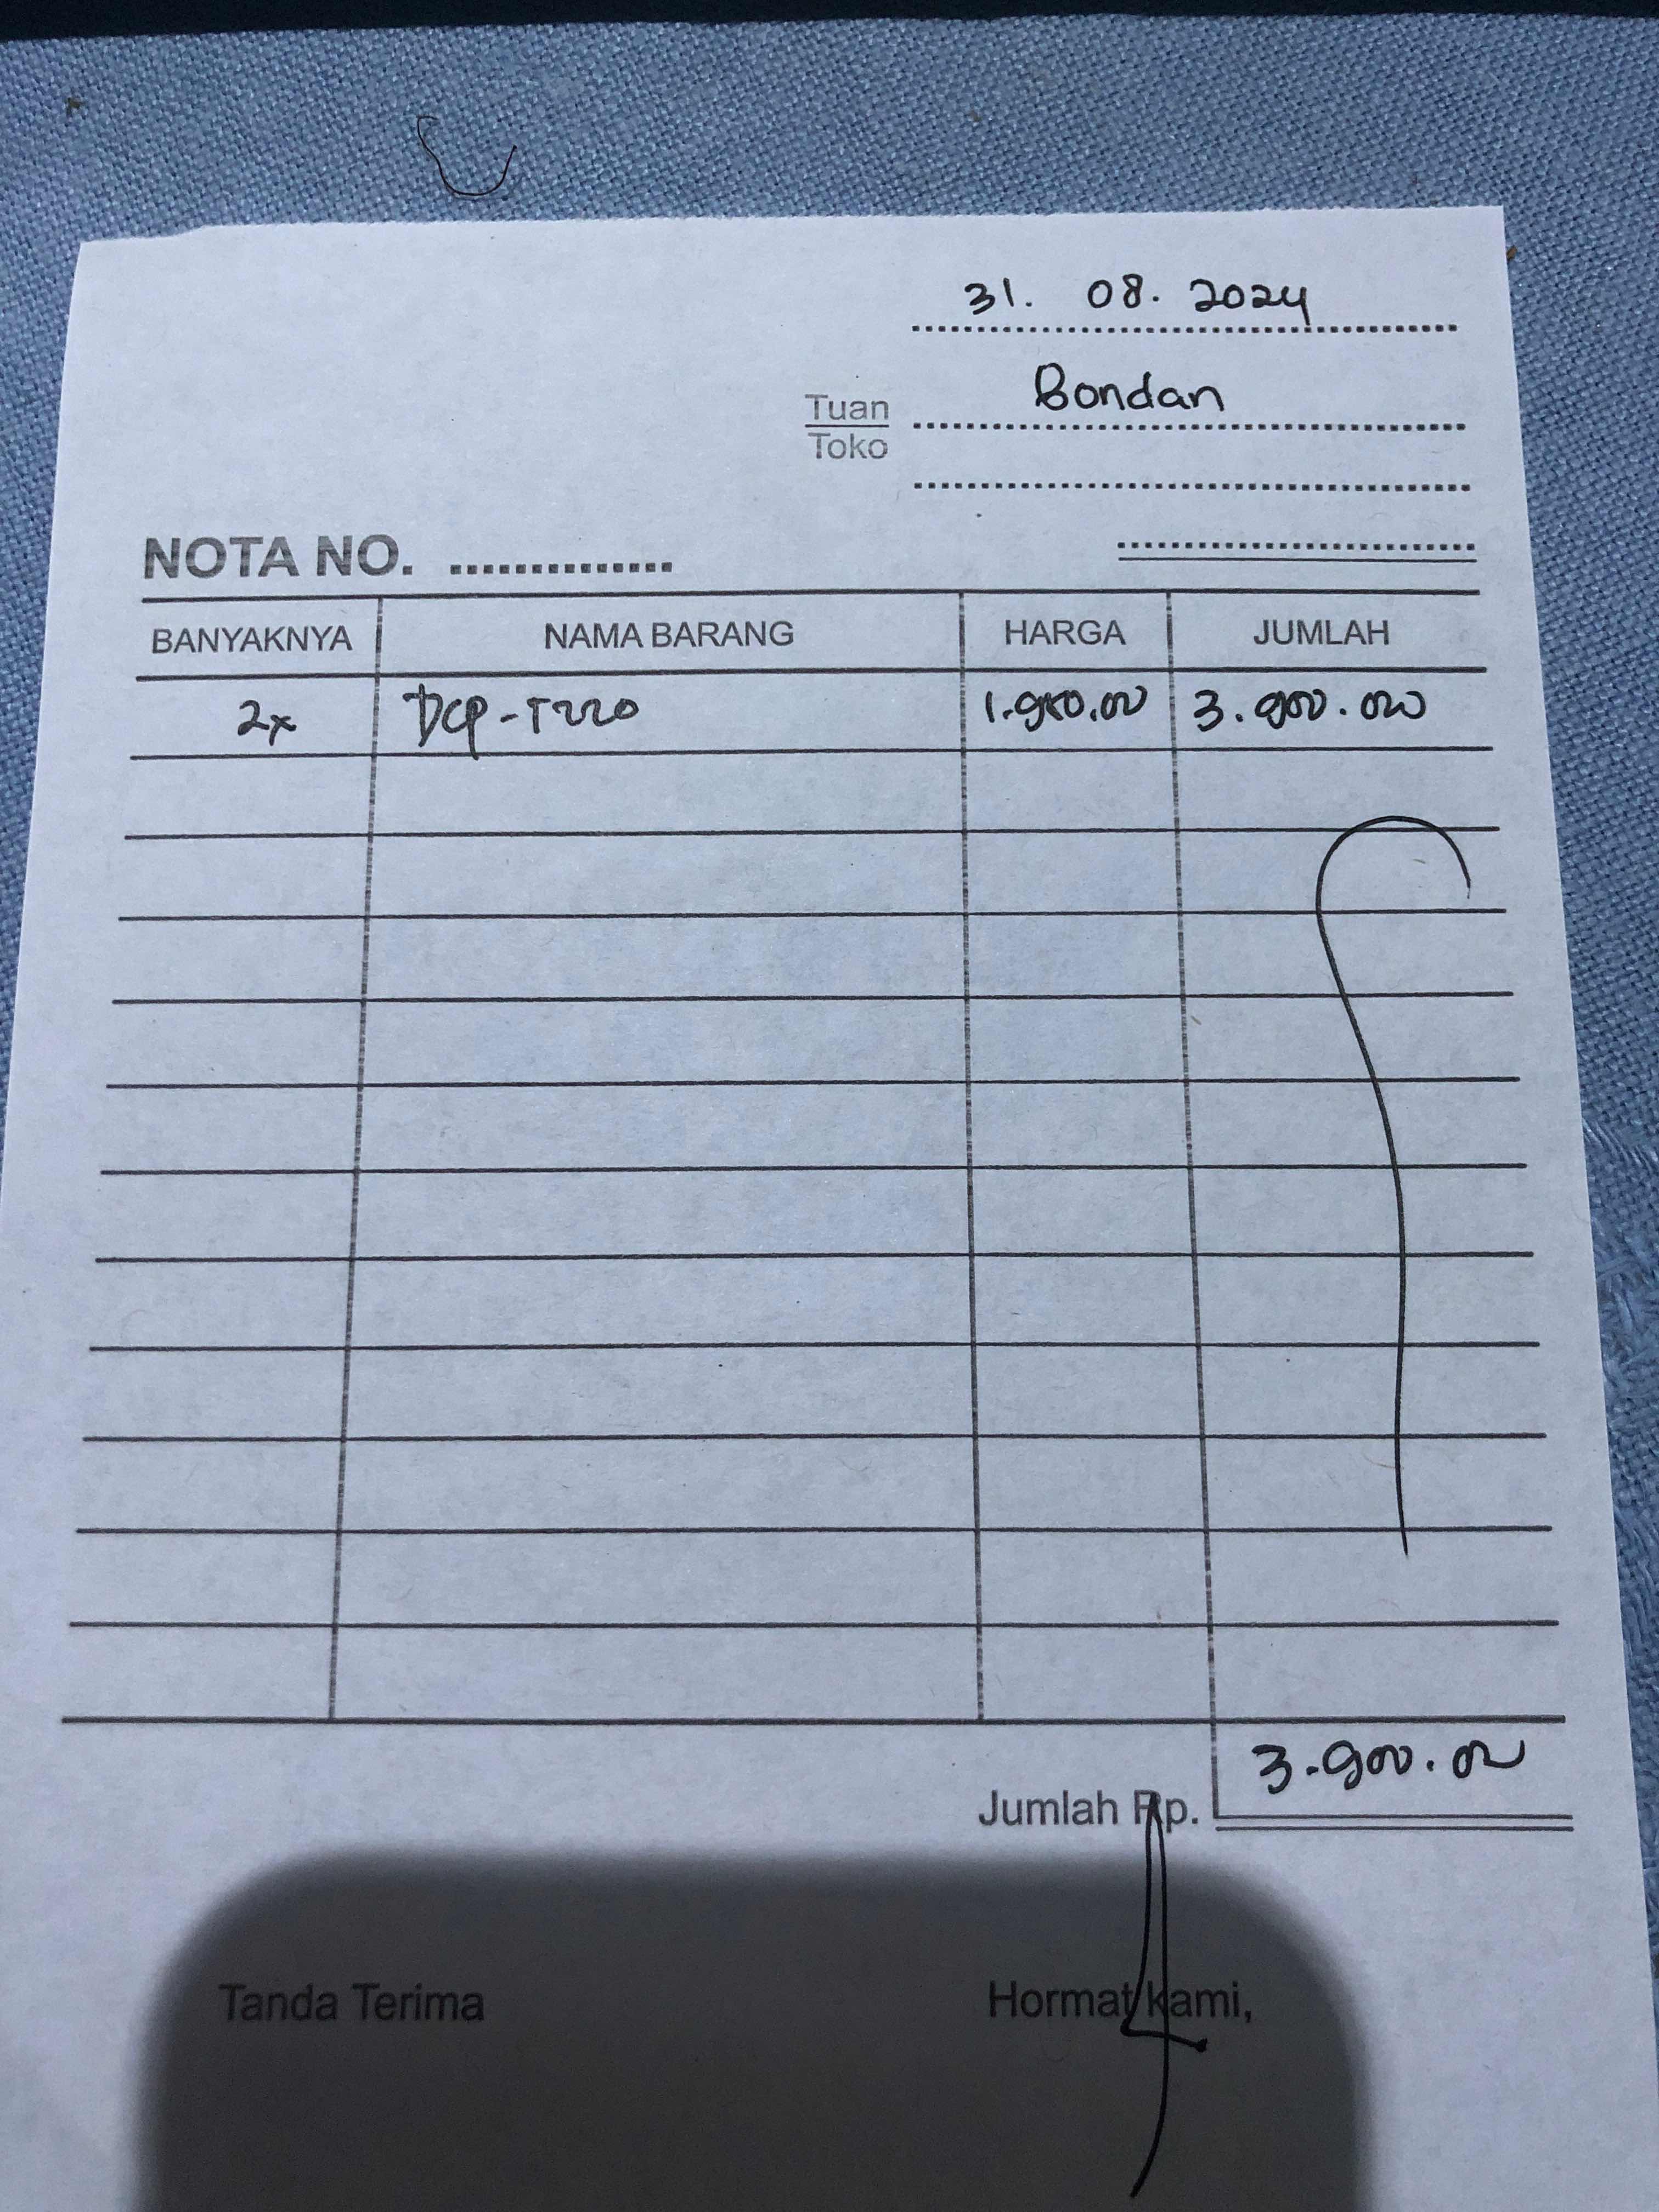 31. 08. 2024
Tuan Bondan
Toko
NOTA NO. ...............
BANYAKNYA NAMA BARANG HARGA JUMLAH
2x DCP-T220 1.950.00 3.900.000
Jumlah Rp. 3.900.00
Tanda Terima Hormat kami,